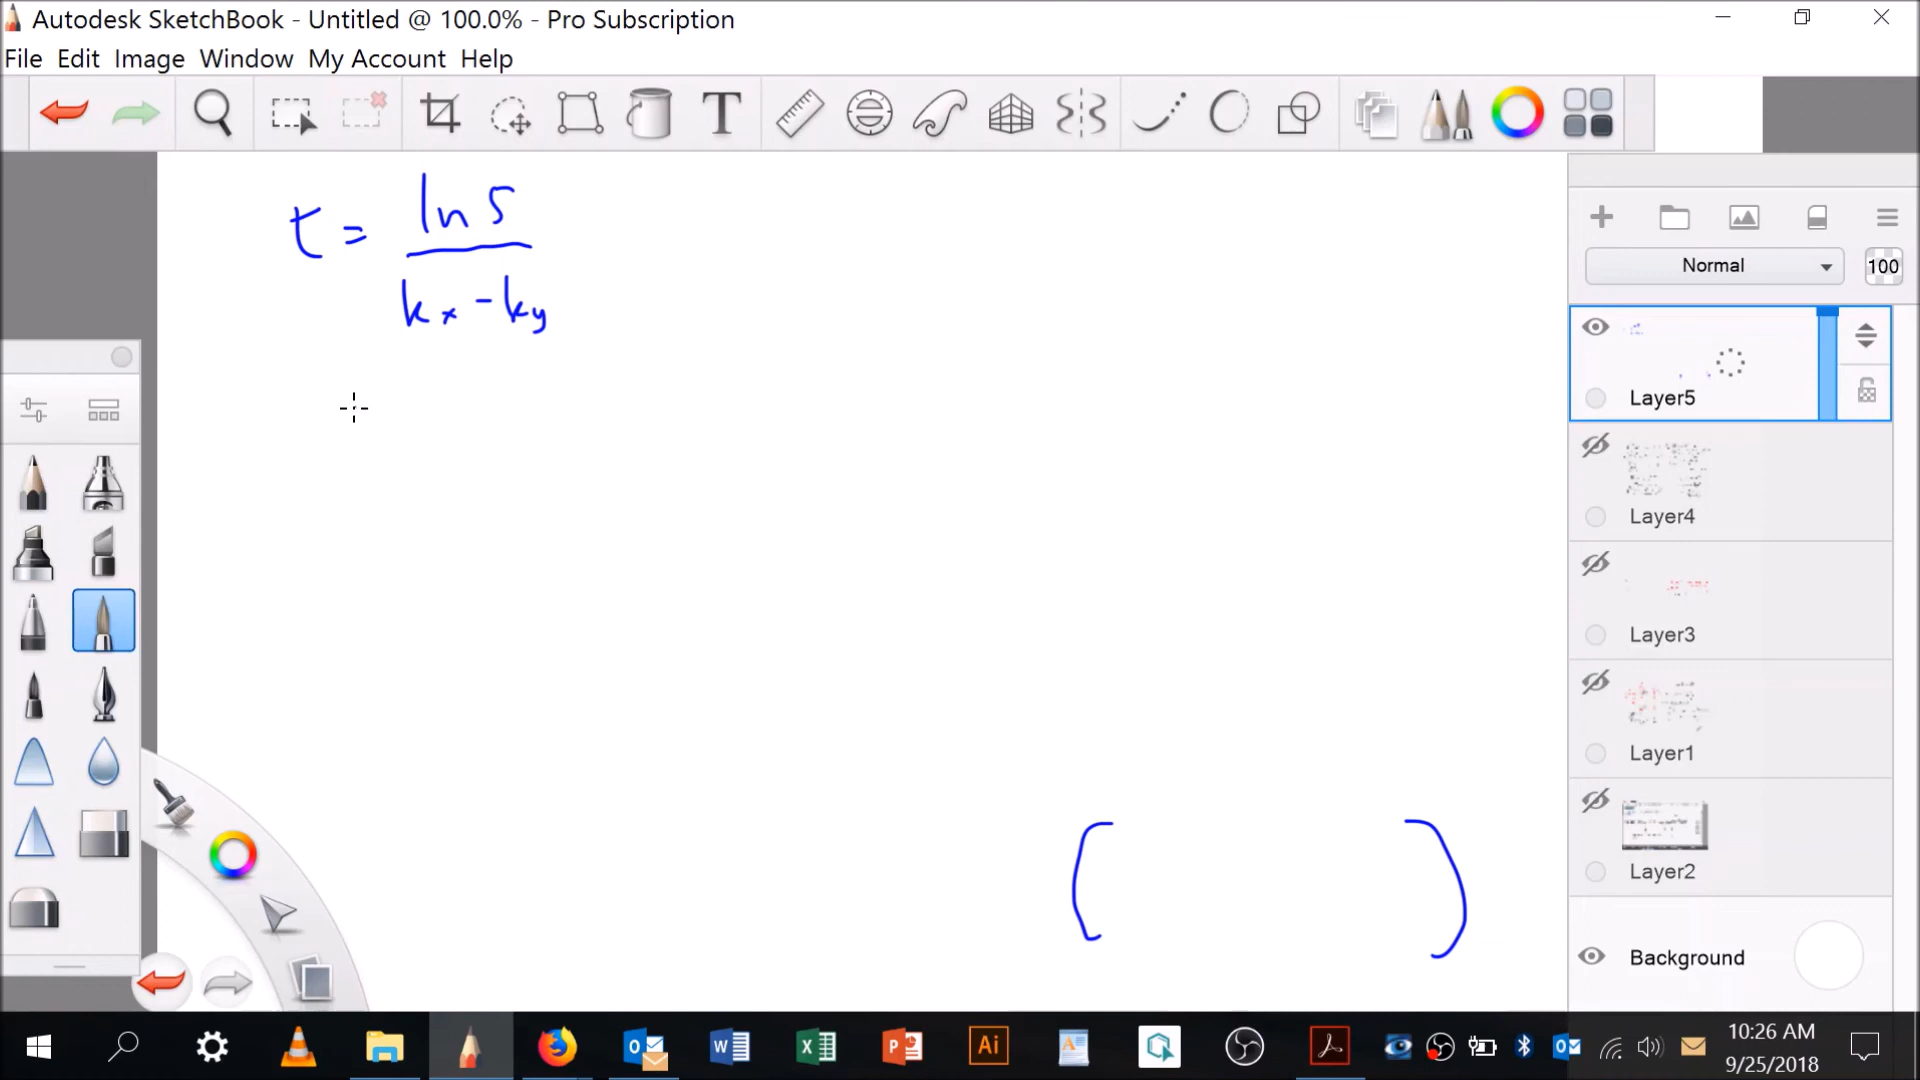 Autodesk SketchBook - Untitled @ 100.0% - Pro Subscription
File Edit Image Window My Account Help
T
t = ln 5 / (kx - ky)
Normal
100
Layer5
Layer4
Layer3
Layer1
Layer2
Background
( )
10:26 AM
9/25/2018